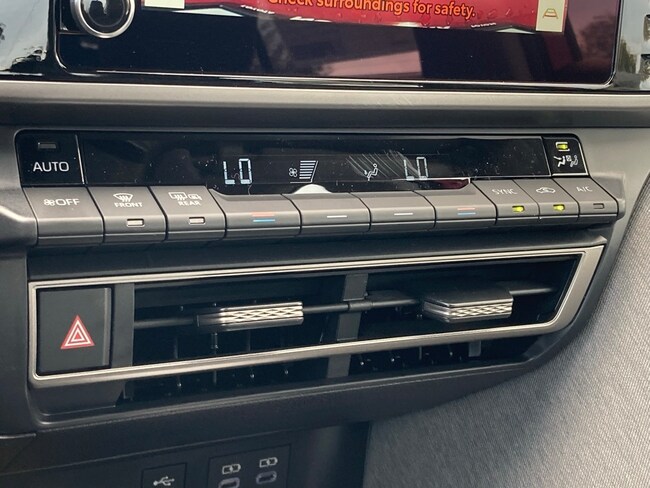 Check surroundings for safety.
AUTO
LO
LO
OFF
FRONT
REAR
SYNC
A/C